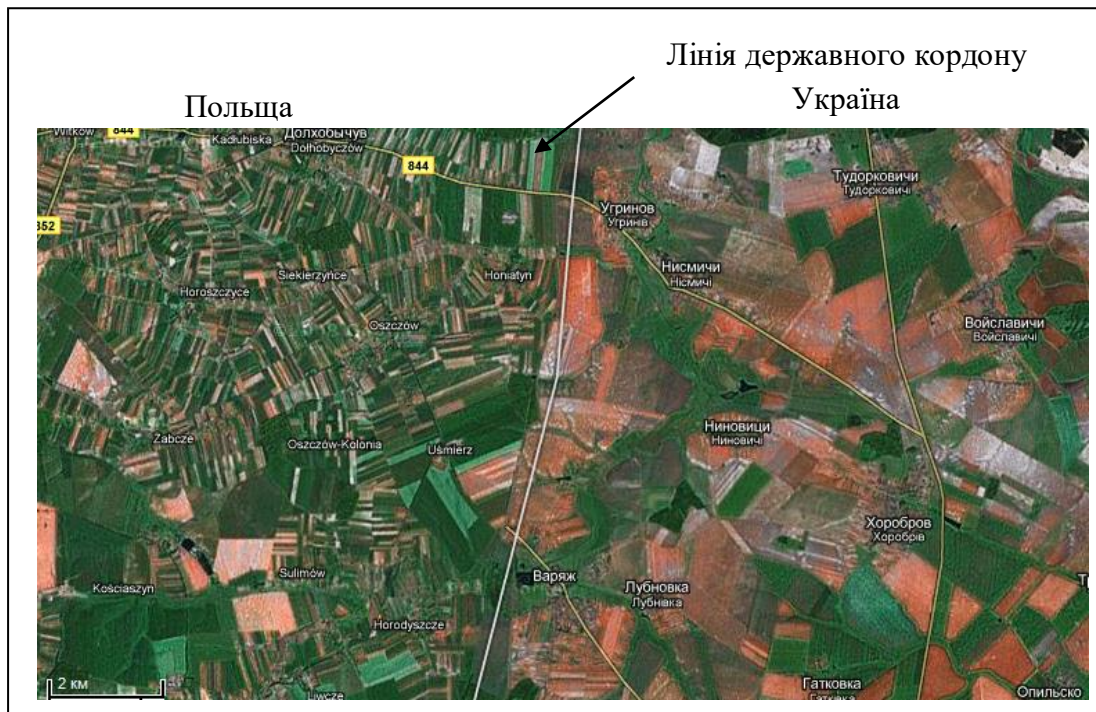 Лінія державного кордону
Польща
Україна
Witków
844
Kadłubiska
Долхобычув
Dołhobyczów
844
352
Тудорковичи
Тудорковичі
Угринов
Угринів
Нисмичи
Нісмичі
Siekierzyńce
Honiatyn
Horoszczyce
Oszczów
Войславичи
Войславичі
Żabcze
Oszczów-Kolonia
Uśmierz
Ниновици
Ниновичі
Хоробров
Хоробрів
Kościaszyn
Sulimów
Варяж
Лубновка
Лубнівка
Horodyszcze
2 км
Liwcze
Гатковка
Опильско